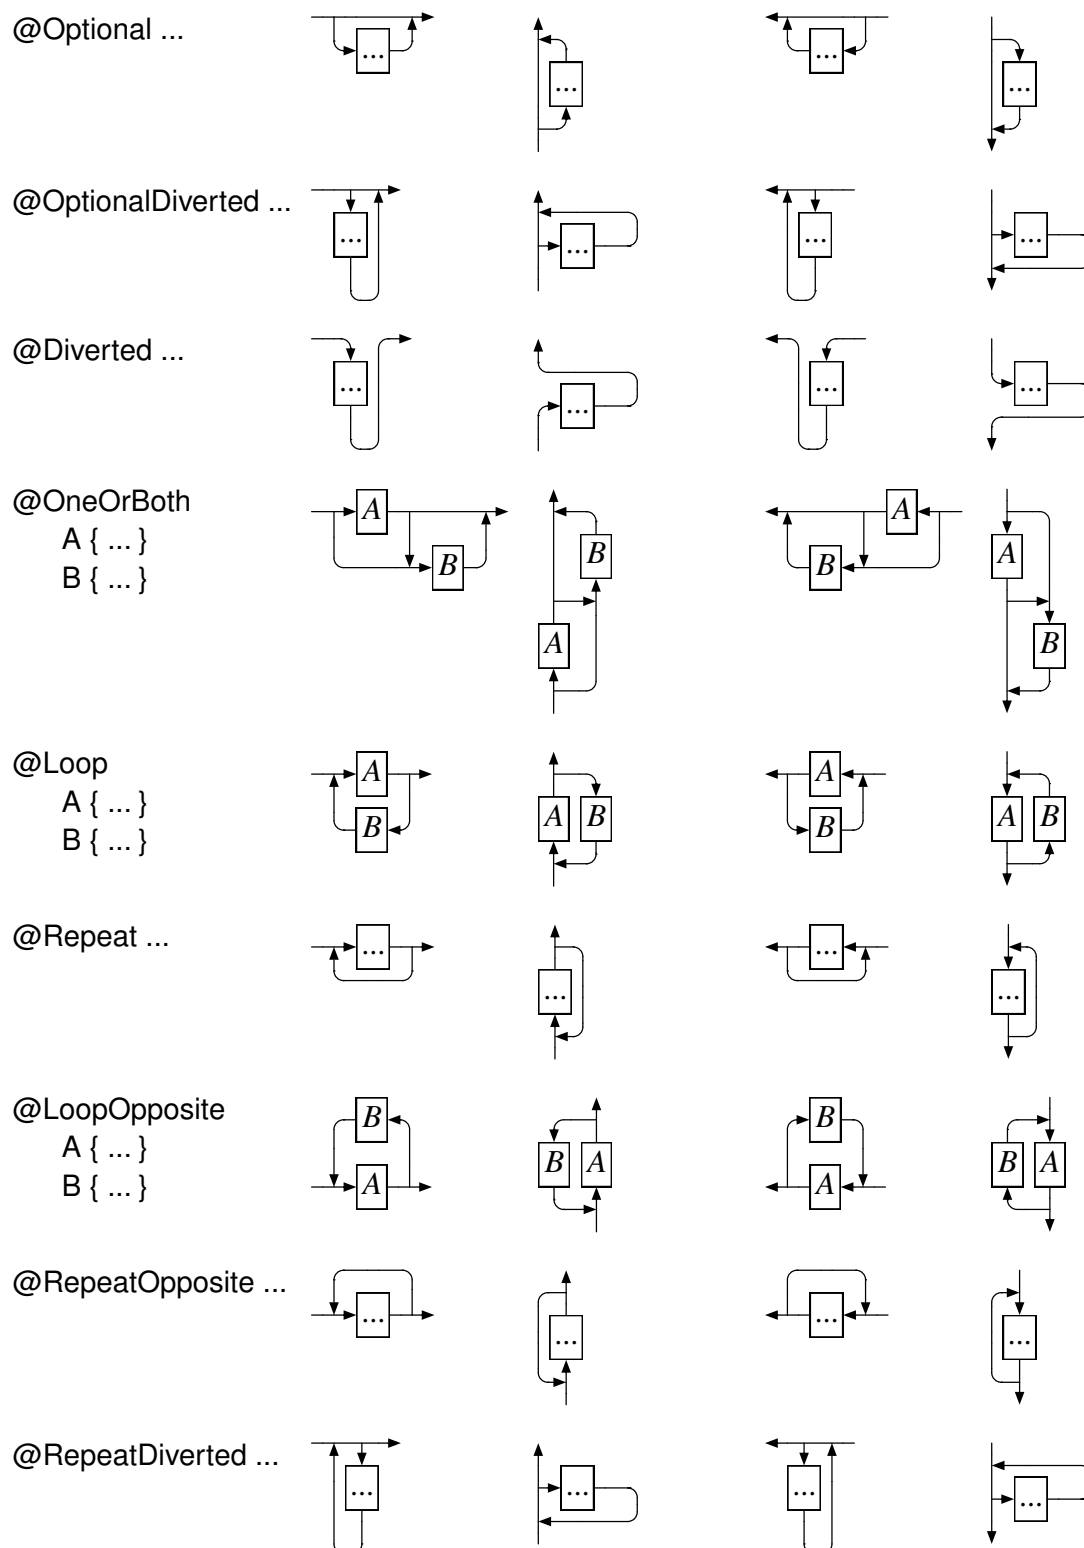 @Optional ... ... ... ... ...
@OptionalDiverted ... ... ... ... ...
@Diverted ... ... ... ... ...
@OneOrBoth A A
A { ... } B B A
B { ... } B
A B
@Loop A A
A { ... } A B A B
B { ... } B B
@Repeat ... ... ... ... ...
@LoopOpposite B B
A { ... } B A B A
B { ... } A A
@RepeatOpposite ... ... ... ... ...
@RepeatDiverted ... ... ... ... ...